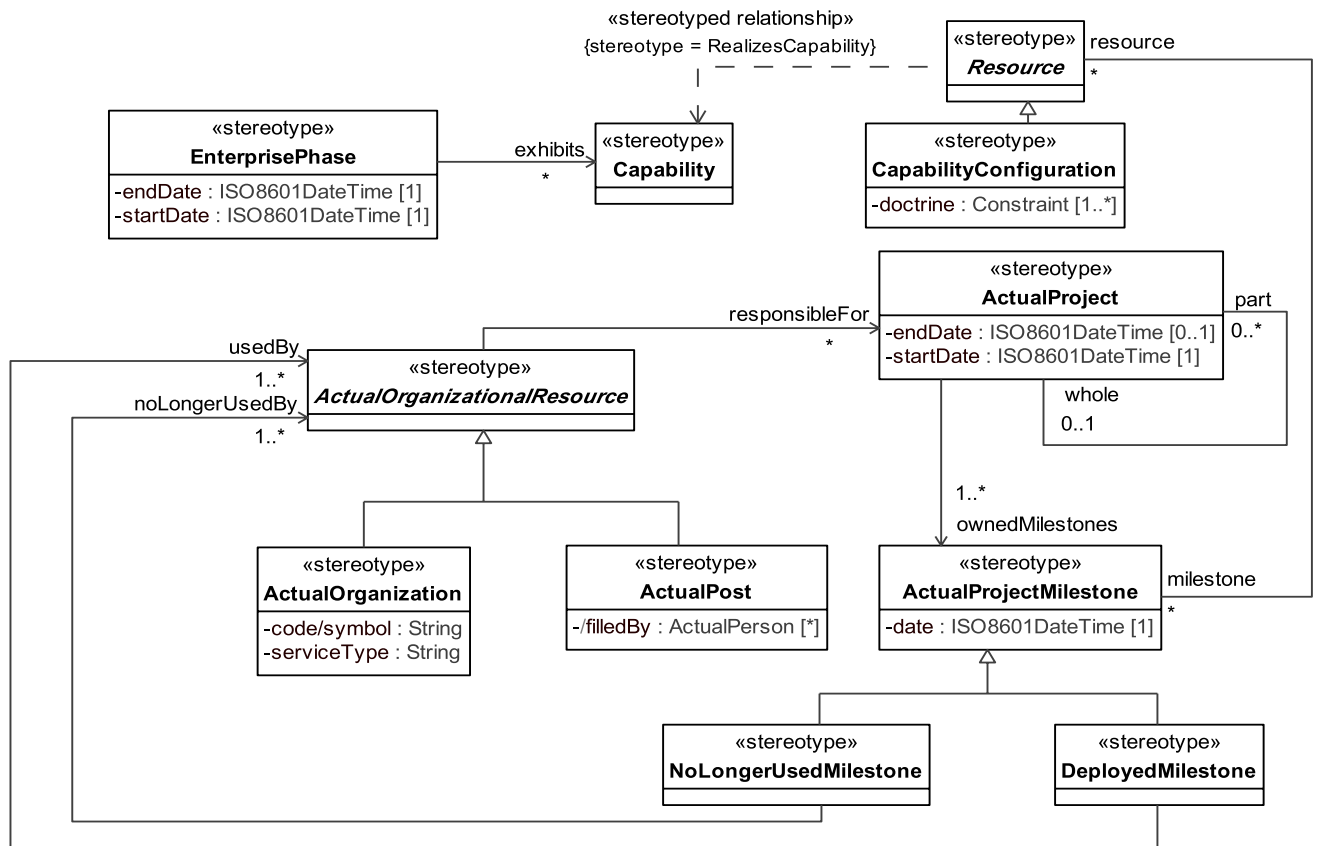 «stereotyped relationship»
{stereotype = RealizesCapability}
«stereotype»
Resource
resource
*
«stereotype»
EnterprisePhase
-endDate : ISO8601DateTime [1]
-startDate : ISO8601DateTime [1]
exhibits
*
«stereotype»
Capability
«stereotype»
CapabilityConfiguration
-doctrine : Constraint [1..*]
«stereotype»
ActualProject
-endDate : ISO8601DateTime [0..1]
-startDate : ISO8601DateTime [1]
part
0..*
whole
0..1
responsibleFor
*
usedBy
1..*
noLongerUsedBy
1..*
«stereotype»
ActualOrganizationalResource
1..*
ownedMilestones
«stereotype»
ActualOrganization
-code/symbol : String
-serviceType : String
«stereotype»
ActualPost
-/filledBy : ActualPerson [*]
«stereotype»
ActualProjectMilestone
-date : ISO8601DateTime [1]
milestone
*
«stereotype»
NoLongerUsedMilestone
«stereotype»
DeployedMilestone